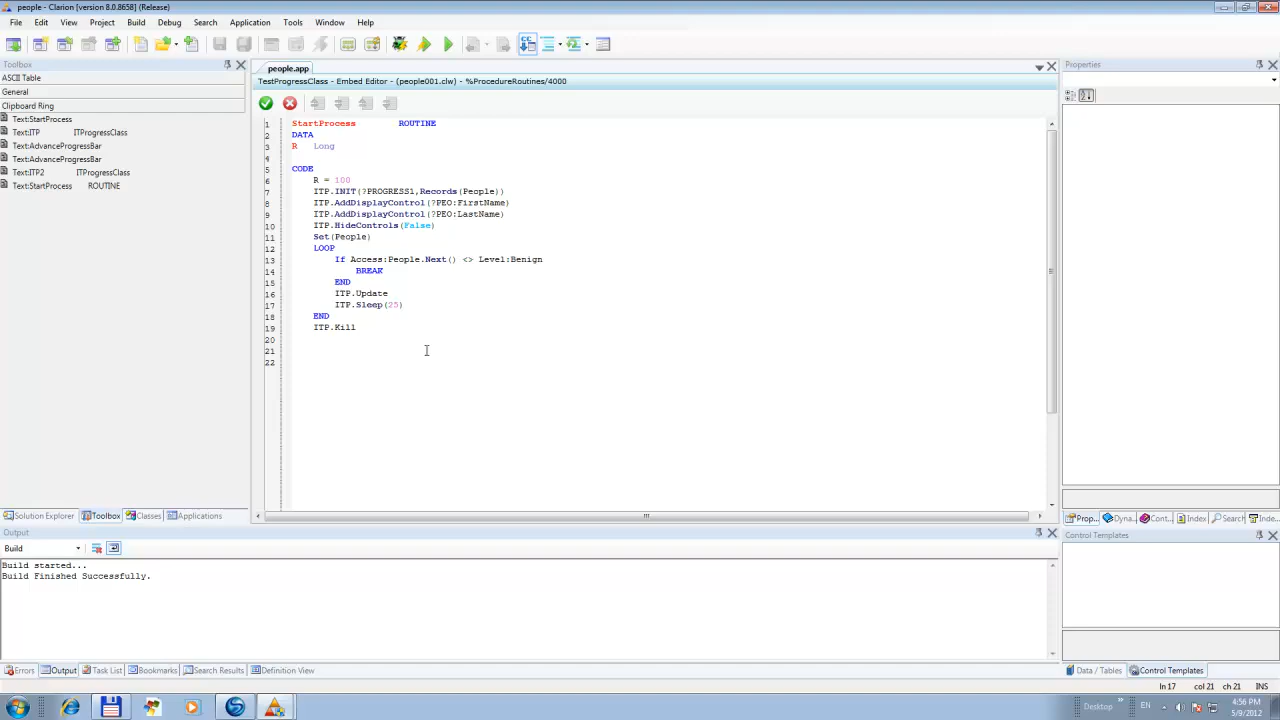 people - Clarion [version 8.0.8658] (Release)
File Edit View Project Build Debug Search Application Tools Window Help
Toolbox
ASCII Table
General
Clipboard Ring
Text:StartProcess
Text:ITP ITProgressClass
Text:AdvanceProgressBar
Text:AdvanceProgressBar
Text:ITP2 ITProgressClass
Text:StartProcess ROUTINE
Solution Explorer Toolbox Classes Applications
people.app
TestProgressClass - Embed Editor - (people001.clw) - %ProcedureRoutines/4000
1 StartProcess ROUTINE
2 DATA
3 R Long
4
5 CODE
6 R = 100
7 ITP.INIT(?PROGRESS1,Records(People))
8 ITP.AddDisplayControl(?PEO:FirstName)
9 ITP.AddDisplayControl(?PEO:LastName)
10 ITP.HideControls(False)
11 Set(People)
12 LOOP
13 If Access:People.Next() <> Level:Benign
14 BREAK
15 END
16 ITP.Update
17 ITP.Sleep(25)
18 END
19 ITP.Kill
20
21
22
Properties
Prop... Dyna... Cont... Index Search Inde...
Control Templates
Data / Tables Control Templates
Output
Build
Build started...
Build Finished Successfully.
Errors Output Task List Bookmarks Search Results Definition View
ln 17 col 21 ch 21 INS
Desktop EN 4:56 PM
5/9/2012